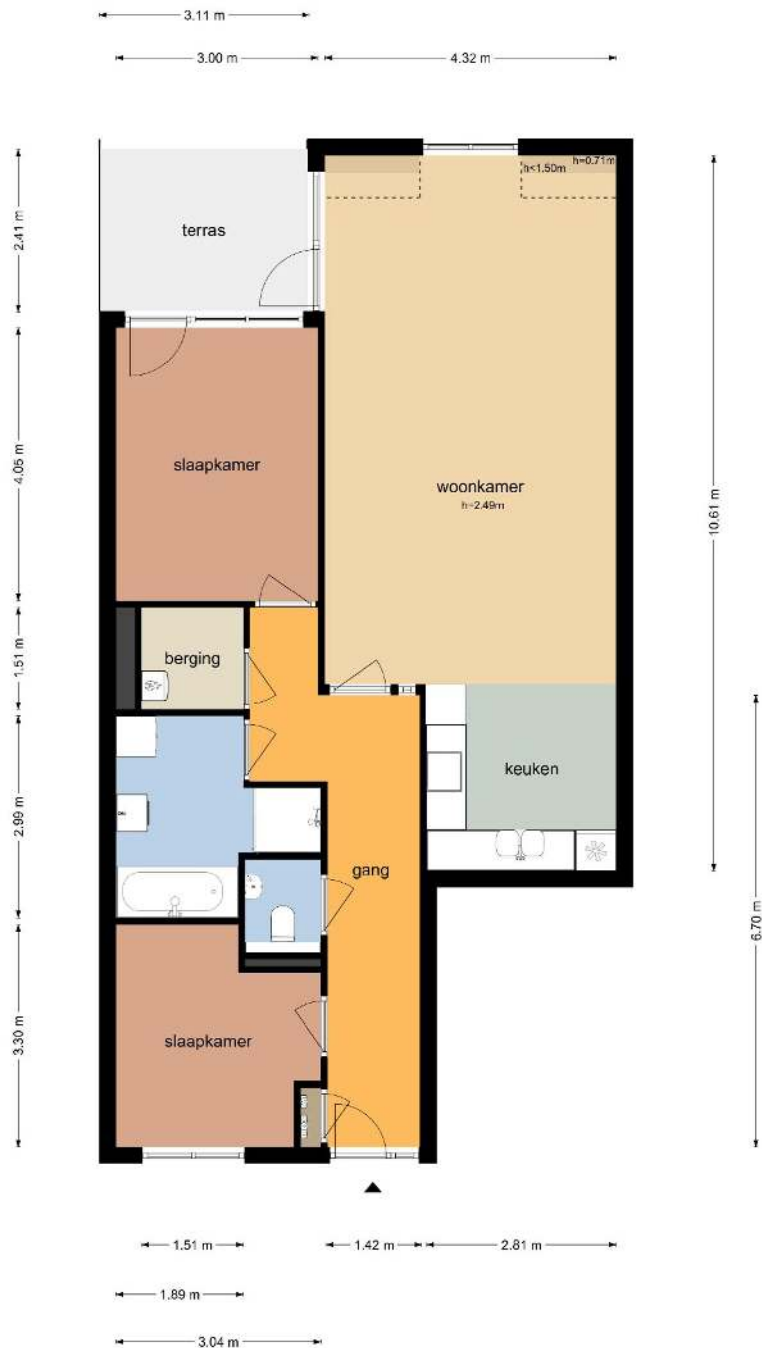 3.11 m
3.00 m
4.32 m
h=0.71m
h<1.50m
2.41 m
terras
4.05 m
slaapkamer
woonkamer
h=2.49m
10.61 m
1.51 m
berging
2.99 m
keuken
gang
6.70 m
3.30 m
slaapkamer
1.51 m
1.42 m
2.81 m
1.89 m
3.04 m